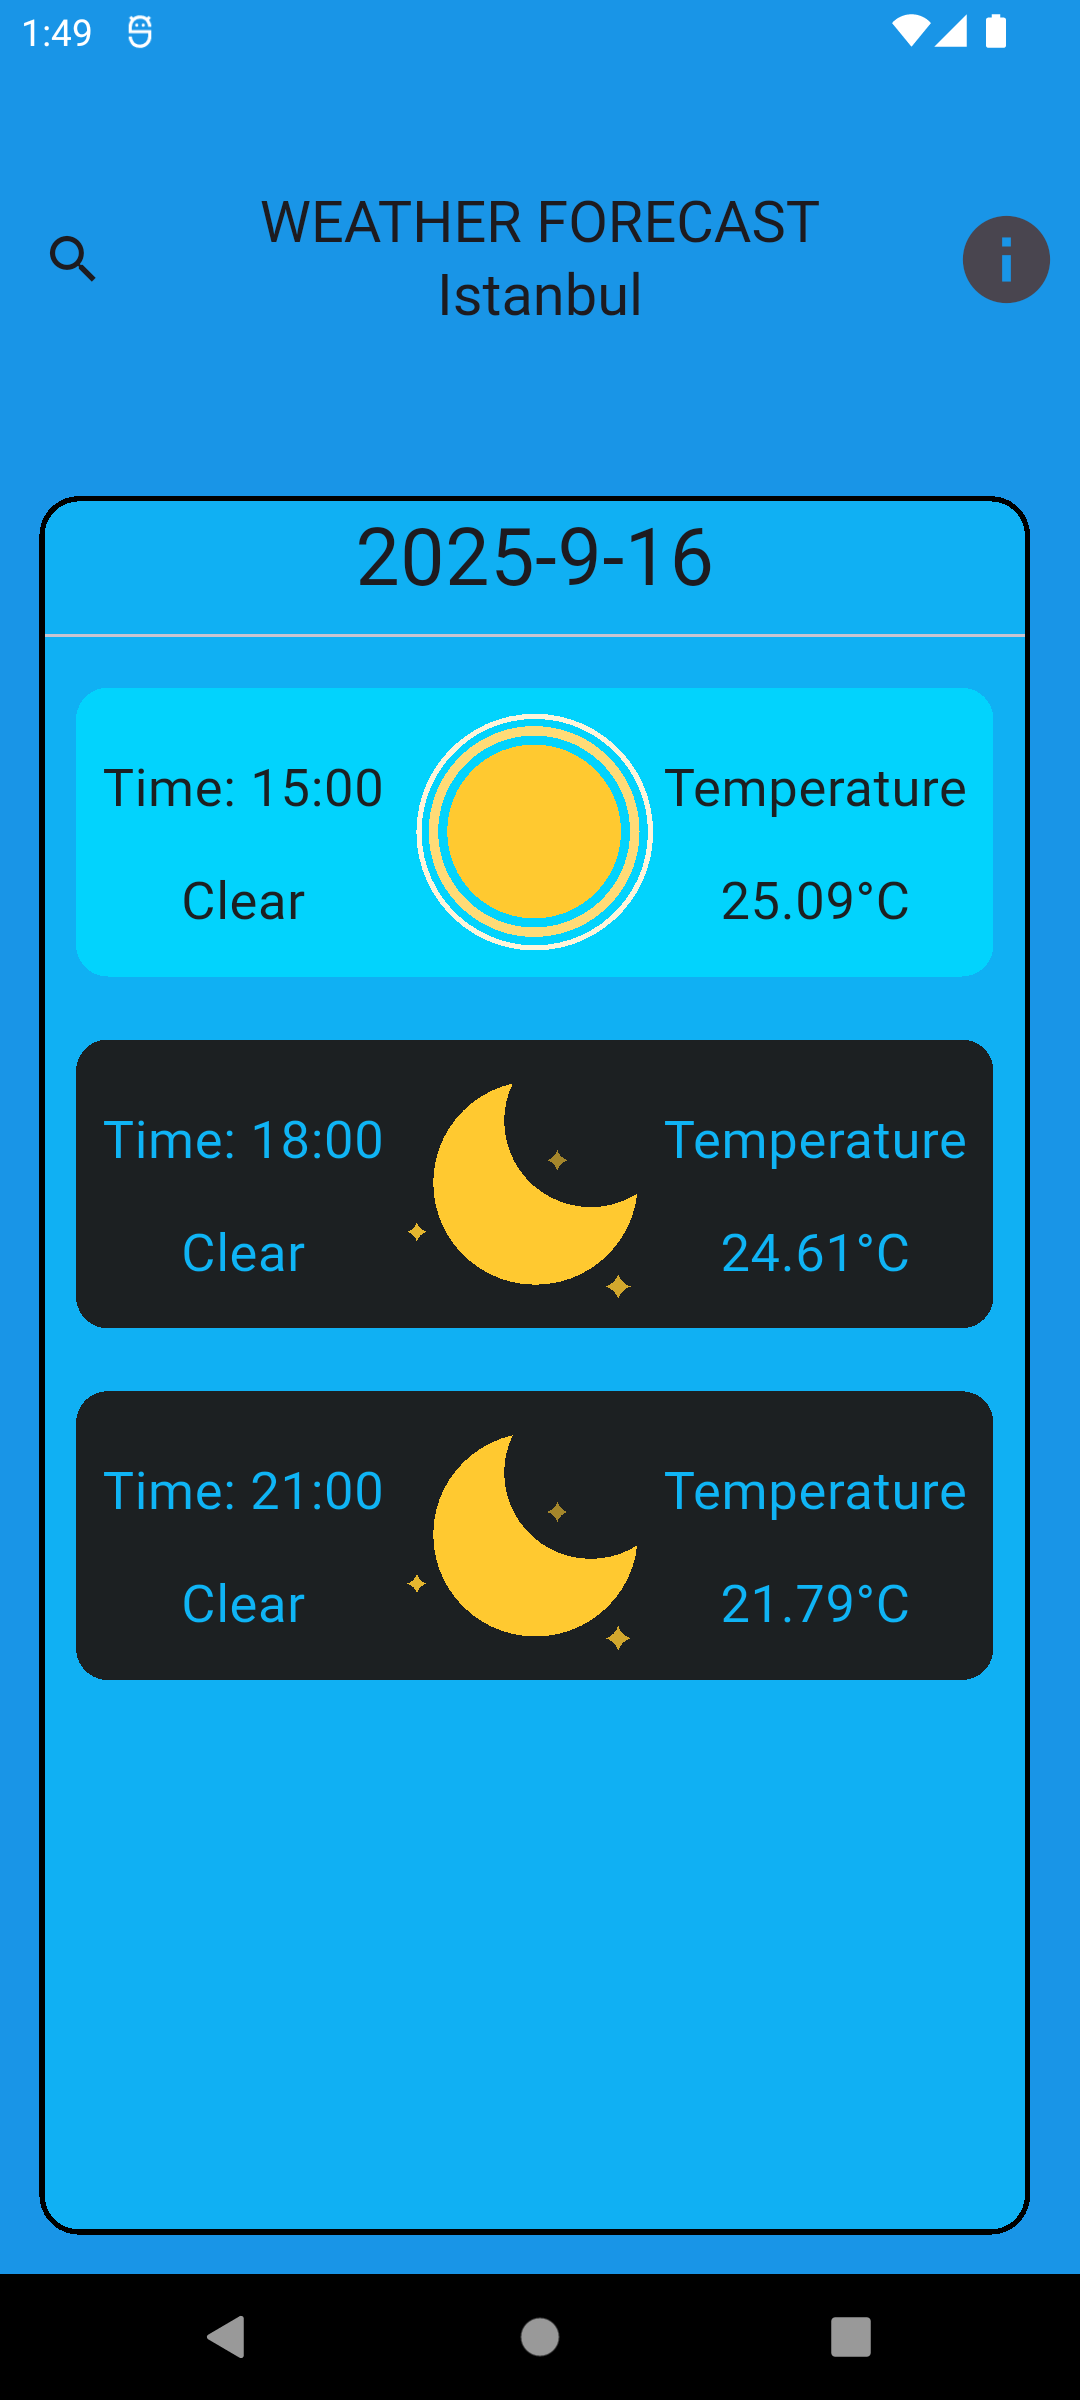 1:49
WEATHER FORECAST
Istanbul
2025-9-16
Time: 15:00
Temperature
Clear
25.09°C
Time: 18:00
Temperature
Clear
24.61°C
Time: 21:00
Temperature
Clear
21.79°C